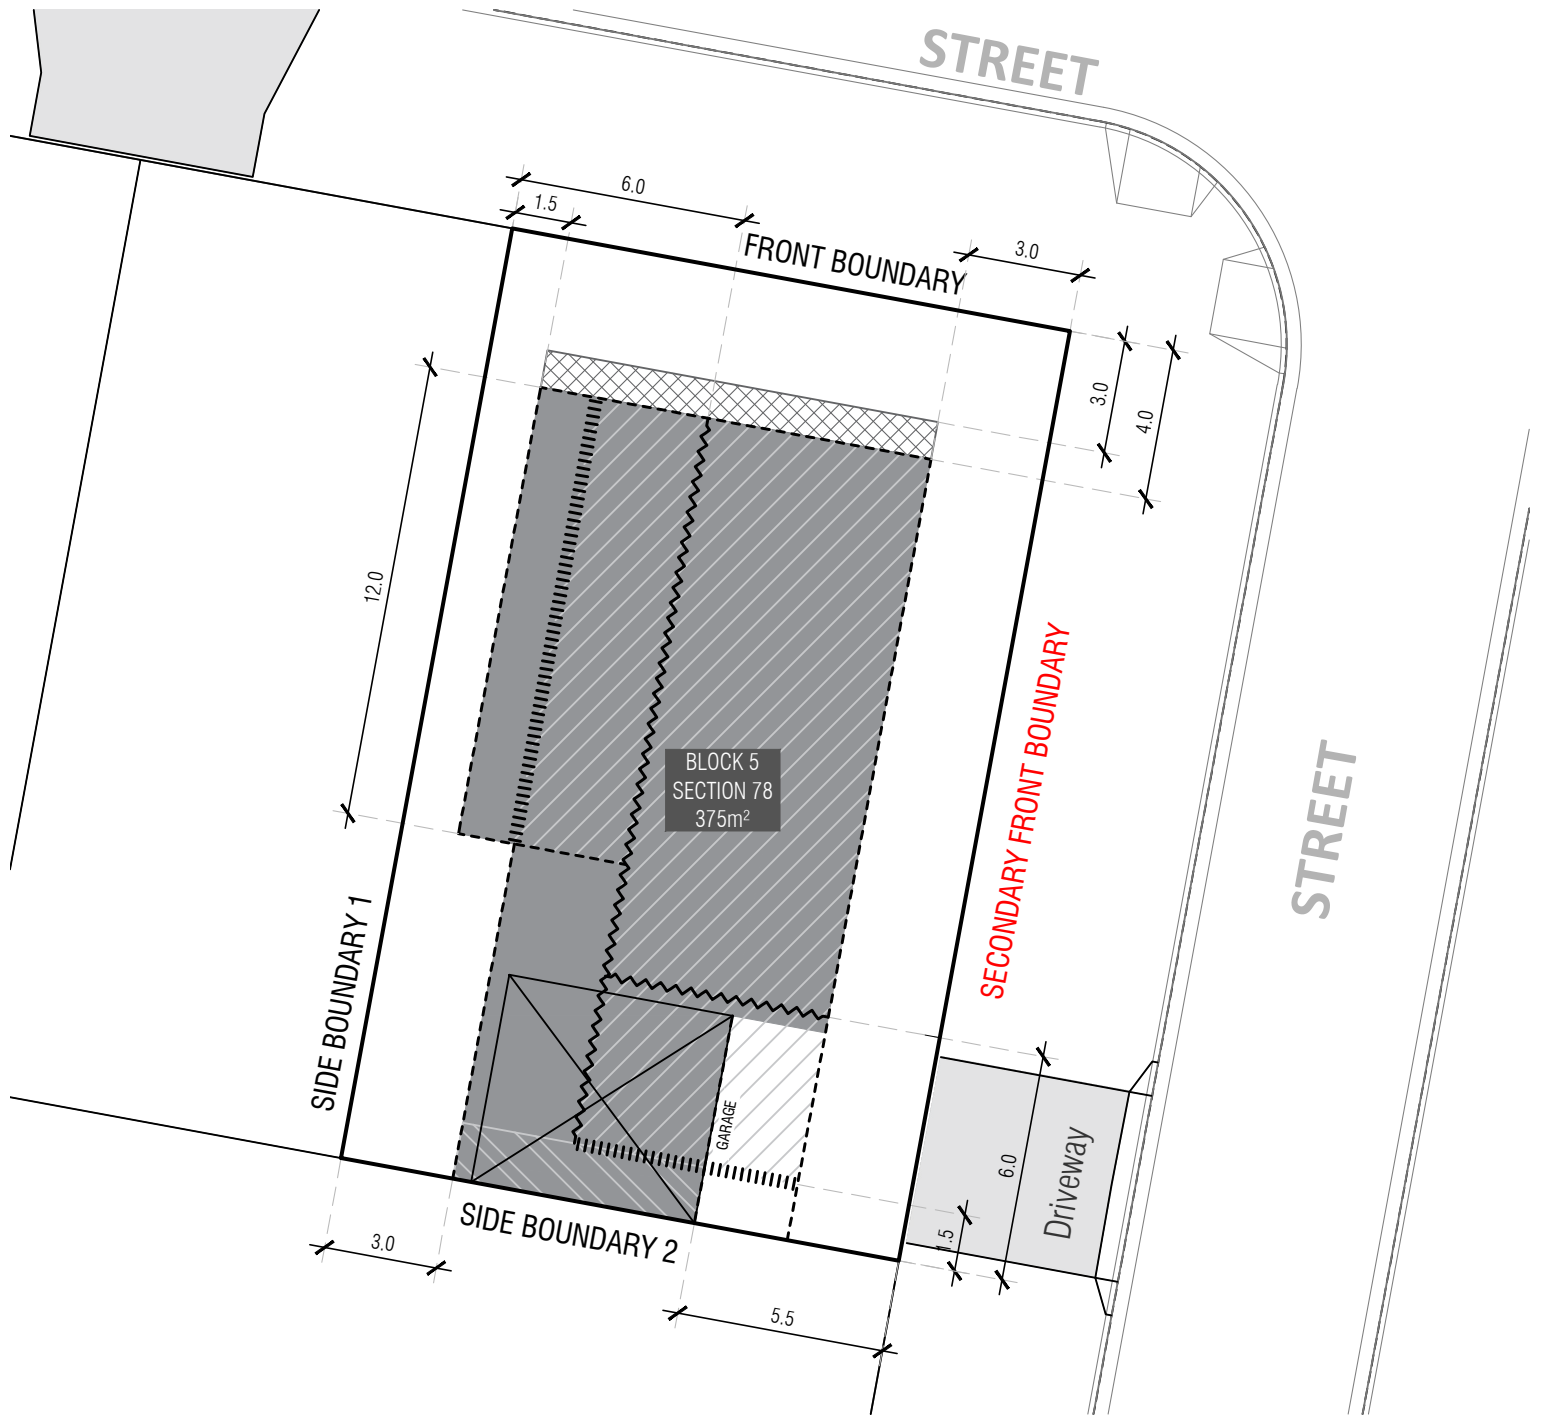 STREET
6.0
1.5
FRONT BOUNDARY
3.0
3.0
4.0
12.0
SECONDARY FRONT BOUNDARY
BLOCK 5
SECTION 78
375m²
STREET
SIDE BOUNDARY 1
GARAGE
Driveway
6.0
1.5
SIDE BOUNDARY 2
3.0
5.5